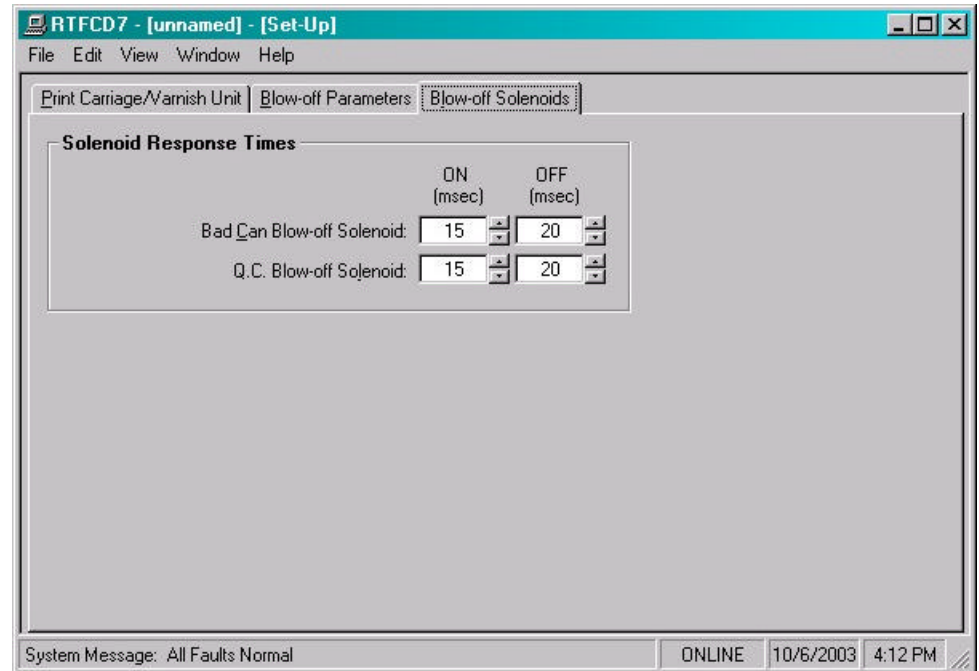 RTFCD7 - [unnamed] - [Set-Up]
File Edit View Window Help
Print Carriage/Varnish Unit Blow-off Parameters Blow-off Solenoids
Solenoid Response Times
ON OFF
(msec) (msec)
Bad Can Blow-off Solenoid: 15 20
Q.C. Blow-off Solenoid: 15 20
System Message: All Faults Normal ONLINE 10/6/2003 4:12 PM